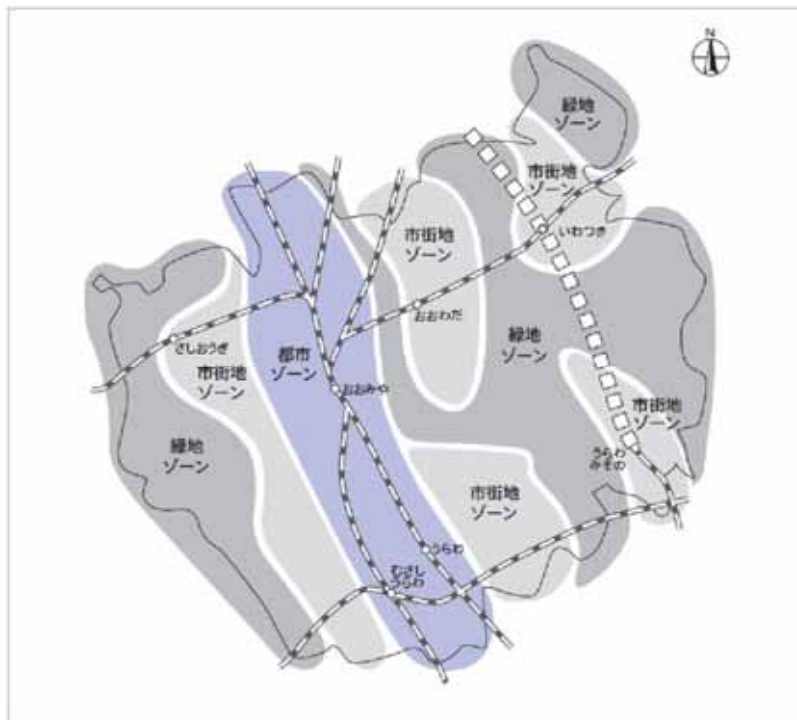 N
緑地
ゾーン
市街地
ゾーン
いわつき
市街地
ゾーン
おおわだ
緑地
ゾーン
さしおうぎ
市街地
ゾーン
都市
ゾーン
おおみや
市街地
ゾーン
うらわ
みその
緑地
ゾーン
市街地
ゾーン
うらわ
むさし
うらわ